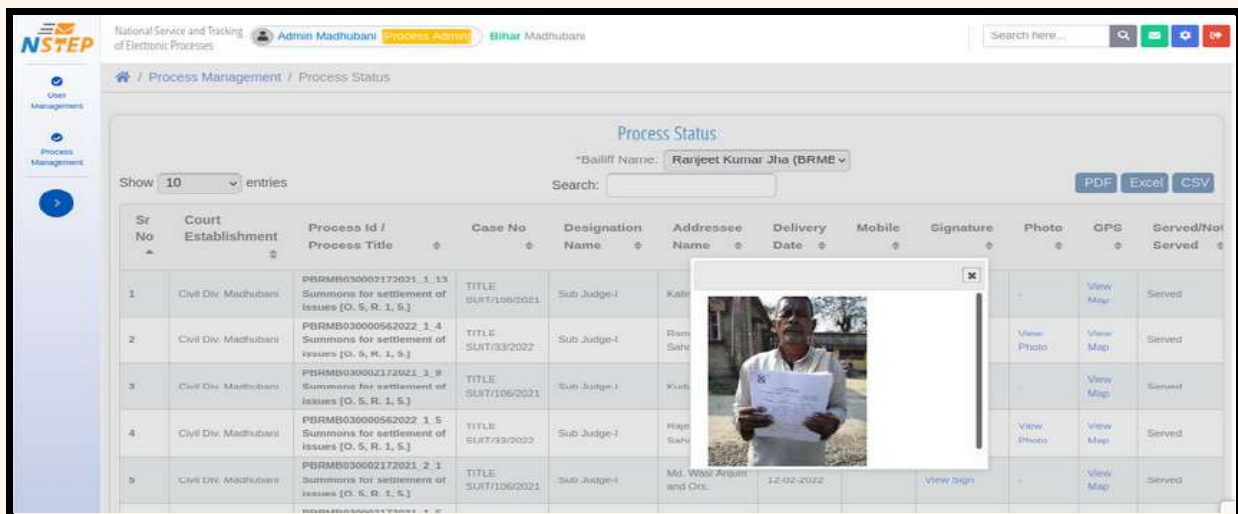 NSTEP
National Service and Tracking
of Electronic Processes
Admin Madhubani Process Admin Bihar Madhubani
Search here...
User
Management
Process
Management
/ Process Management / Process Status
Process Status
*Bailiff Name: Ranjeet Kumar Jha (BRMB
Show 10 entries
Search:
PDF Excel CSV
Sr No Court Establishment Process Id / Process Title Case No Designation Name Addressee Name Delivery Date Mobile Signature Photo GPS Served/Not Served
1 Civil Div. Madhubani PBRMB030002172021_1_13 Summons for settlement of issues [O. 5, R. 1, 5.] TITLE SUIT/106/2021 Sub Judge-I - View Map Served
2 Civil Div. Madhubani PBRMB030000562022_1_4 Summons for settlement of issues [O. 5, R. 1, 5.] TITLE SUIT/33/2022 Sub Judge-I View Photo View Map Served
3 Civil Div. Madhubani PBRMB030002172021_1_9 Summons for settlement of issues [O. 5, R. 1, 5.] TITLE SUIT/106/2021 Sub Judge-I - View Map Served
4 Civil Div. Madhubani PBRMB030000562022_1_5 Summons for settlement of issues [O. 5, R. 1, 5.] TITLE SUIT/33/2022 Sub Judge-I View Photo View Map Served
5 Civil Div. Madhubani PBRMB030002172021_2_1 Summons for settlement of issues [O. 5, R. 1, 5.] TITLE SUIT/106/2021 Sub Judge-I Md. Wasi Anjum and Ors. 12-02-2022 View Sign - View Map Served